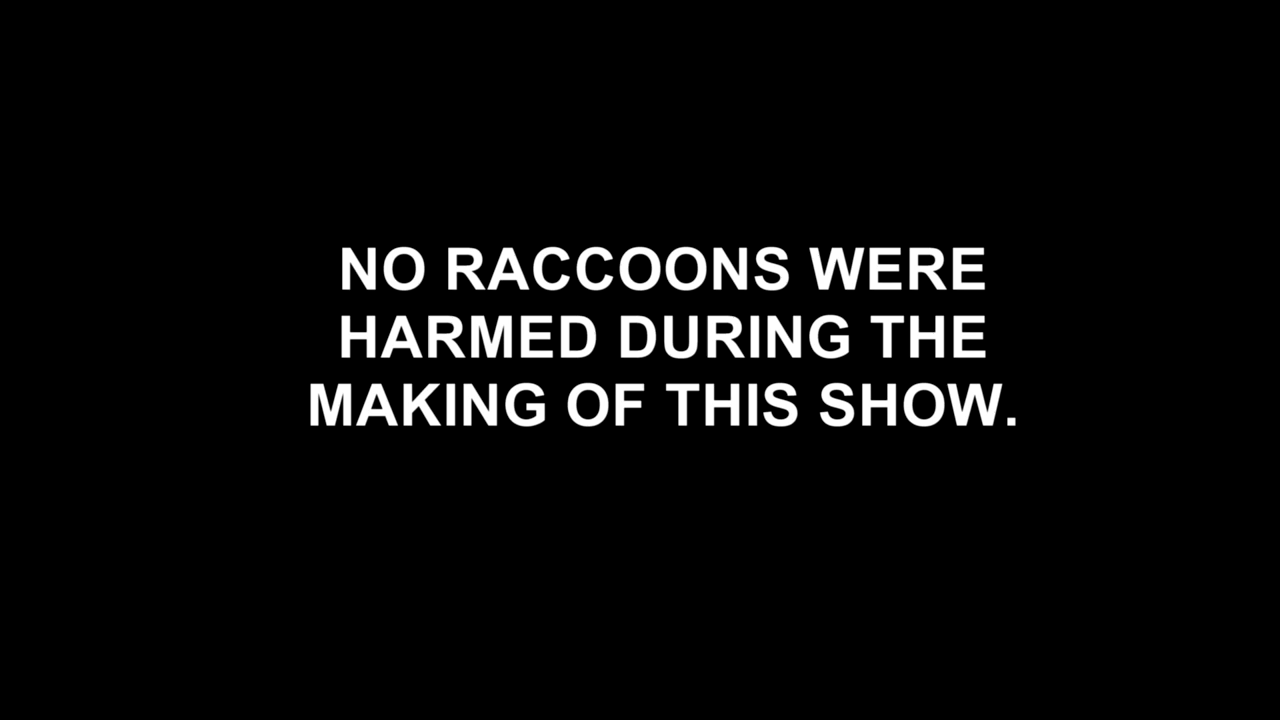 NO RACCOONS WERE
HARMED DURING THE
MAKING OF THIS SHOW.